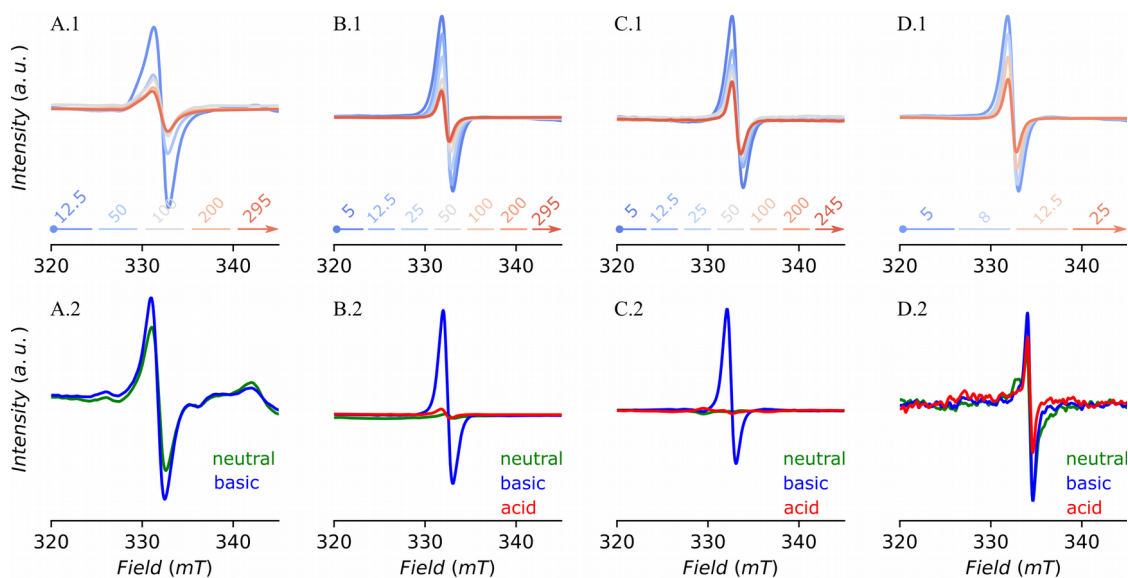 A.1 B.1 C.1 D.1
Intensity (a. u.)
12.5 50 100 200 295
5 12.5 25 50 100 200 295
5 12.5 25 50 100 200 245
5 8 12.5 25
320 330 340
320 330 340
320 330 340
320 330 340
A.2 B.2 C.2 D.2
Intensity (a. u.)
neutral
basic
neutral
basic
acid
neutral
basic
acid
neutral
basic
acid
320 330 340
320 330 340
320 330 340
320 330 340
Field (mT) Field (mT) Field (mT) Field (mT)